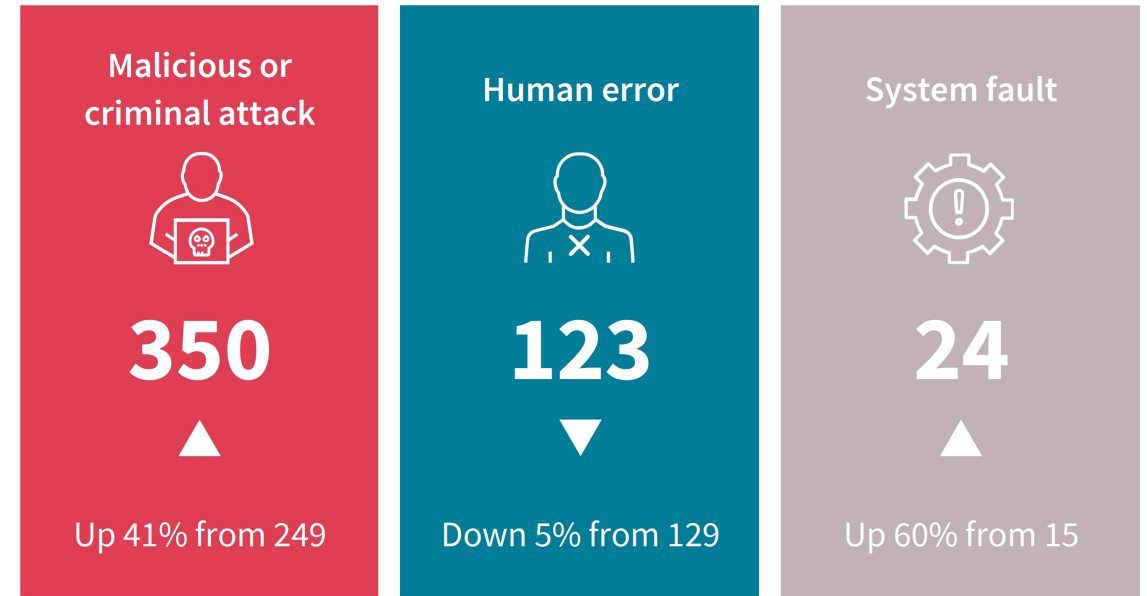 Malicious or
criminal attack
350
Up 41% from 249
Human error
123
Down 5% from 129
System fault
24
Up 60% from 15